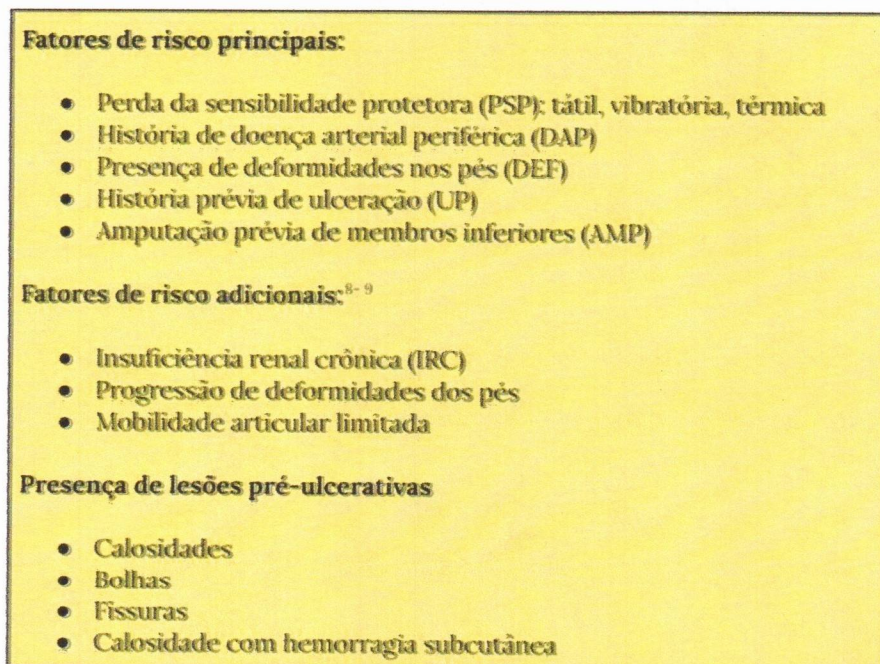 Fatores de risco principais:
• Perda da sensibilidade protetora (PSP): tátil, vibratória, térmica
• História de doença arterial periférica (DAP)
• Presença de deformidades nos pés (DEF)
• História prévia de ulceração (UP)
• Amputação prévia de membros inferiores (AMP)
Fatores de risco adicionais:8- 9
• Insuficiência renal crônica (IRC)
• Progressão de deformidades dos pés
• Mobilidade articular limitada
Presença de lesões pré-ulcerativas
• Calosidades
• Bolhas
• Fissuras
• Calosidade com hemorragia subcutânea